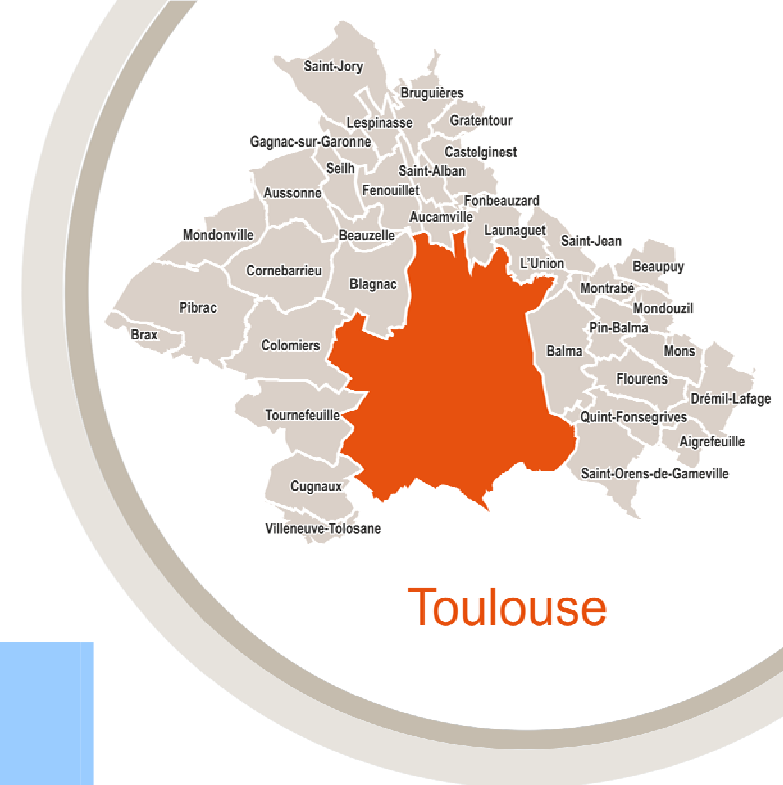 Saint-Jory
Bruguières
Lespinasse
Gratentour
Gagnac-sur-Garonne
Castelginest
Seilh
Saint-Alban
Fenouillet
Aussonne
Fonbeauzard
Aucamville
Launaguet
Mondonville
Beauzelle
Saint-Jean
L'Union
Cornebarrieu
Beaupuy
Blagnac
Montrabé
Pibrac
Mondouzil
Pin-Balma
Brax
Colomiers
Balma
Mons
Flourens
Drémil-Lafage
Tournefeuille
Quint-Fonsegrives
Aigrefeuille
Saint-Orens-de-Gameville
Cugnaux
Villeneuve-Tolosane
Toulouse